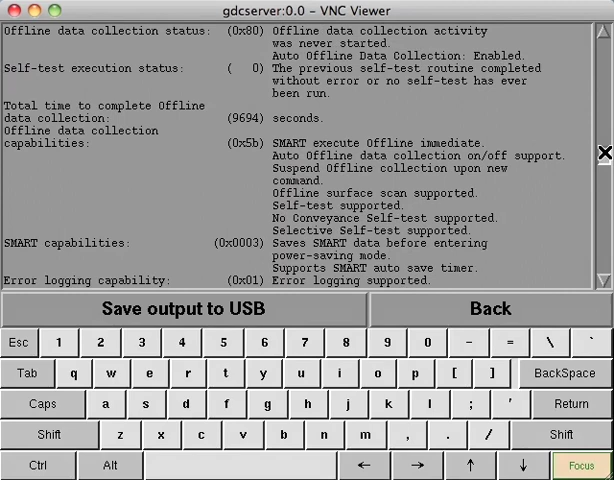 gdcserver:0.0 – VNC Viewer
Offline data collection status: (0x80) Offline data collection activity
was never started.
Auto Offline Data Collection: Enabled.
Self-test execution status: ( 0) The previous self-test routine completed
without error or no self-test has ever
been run.
Total time to complete Offline
data collection: (9694) seconds.
Offline data collection
capabilities: (0x5b) SMART execute Offline immediate.
Auto Offline data collection on/off support.
Suspend Offline collection upon new
command.
Offline surface scan supported.
Self-test supported.
No Conveyance Self-test supported.
Selective Self-test supported.
SMART capabilities: (0x0003) Saves SMART data before entering
power-saving mode.
Supports SMART auto save timer.
Error logging capability: (0x01) Error logging supported.
Save output to USB Back
Esc 1 2 3 4 5 6 7 8 9 0 - = \ `
Tab q w e r t y u i o p [ ] BackSpace
Caps a s d f g h j k l ; ' Return
Shift z x c v b n m , . / Shift
Ctrl Alt ← → ↑ ↓ Focus